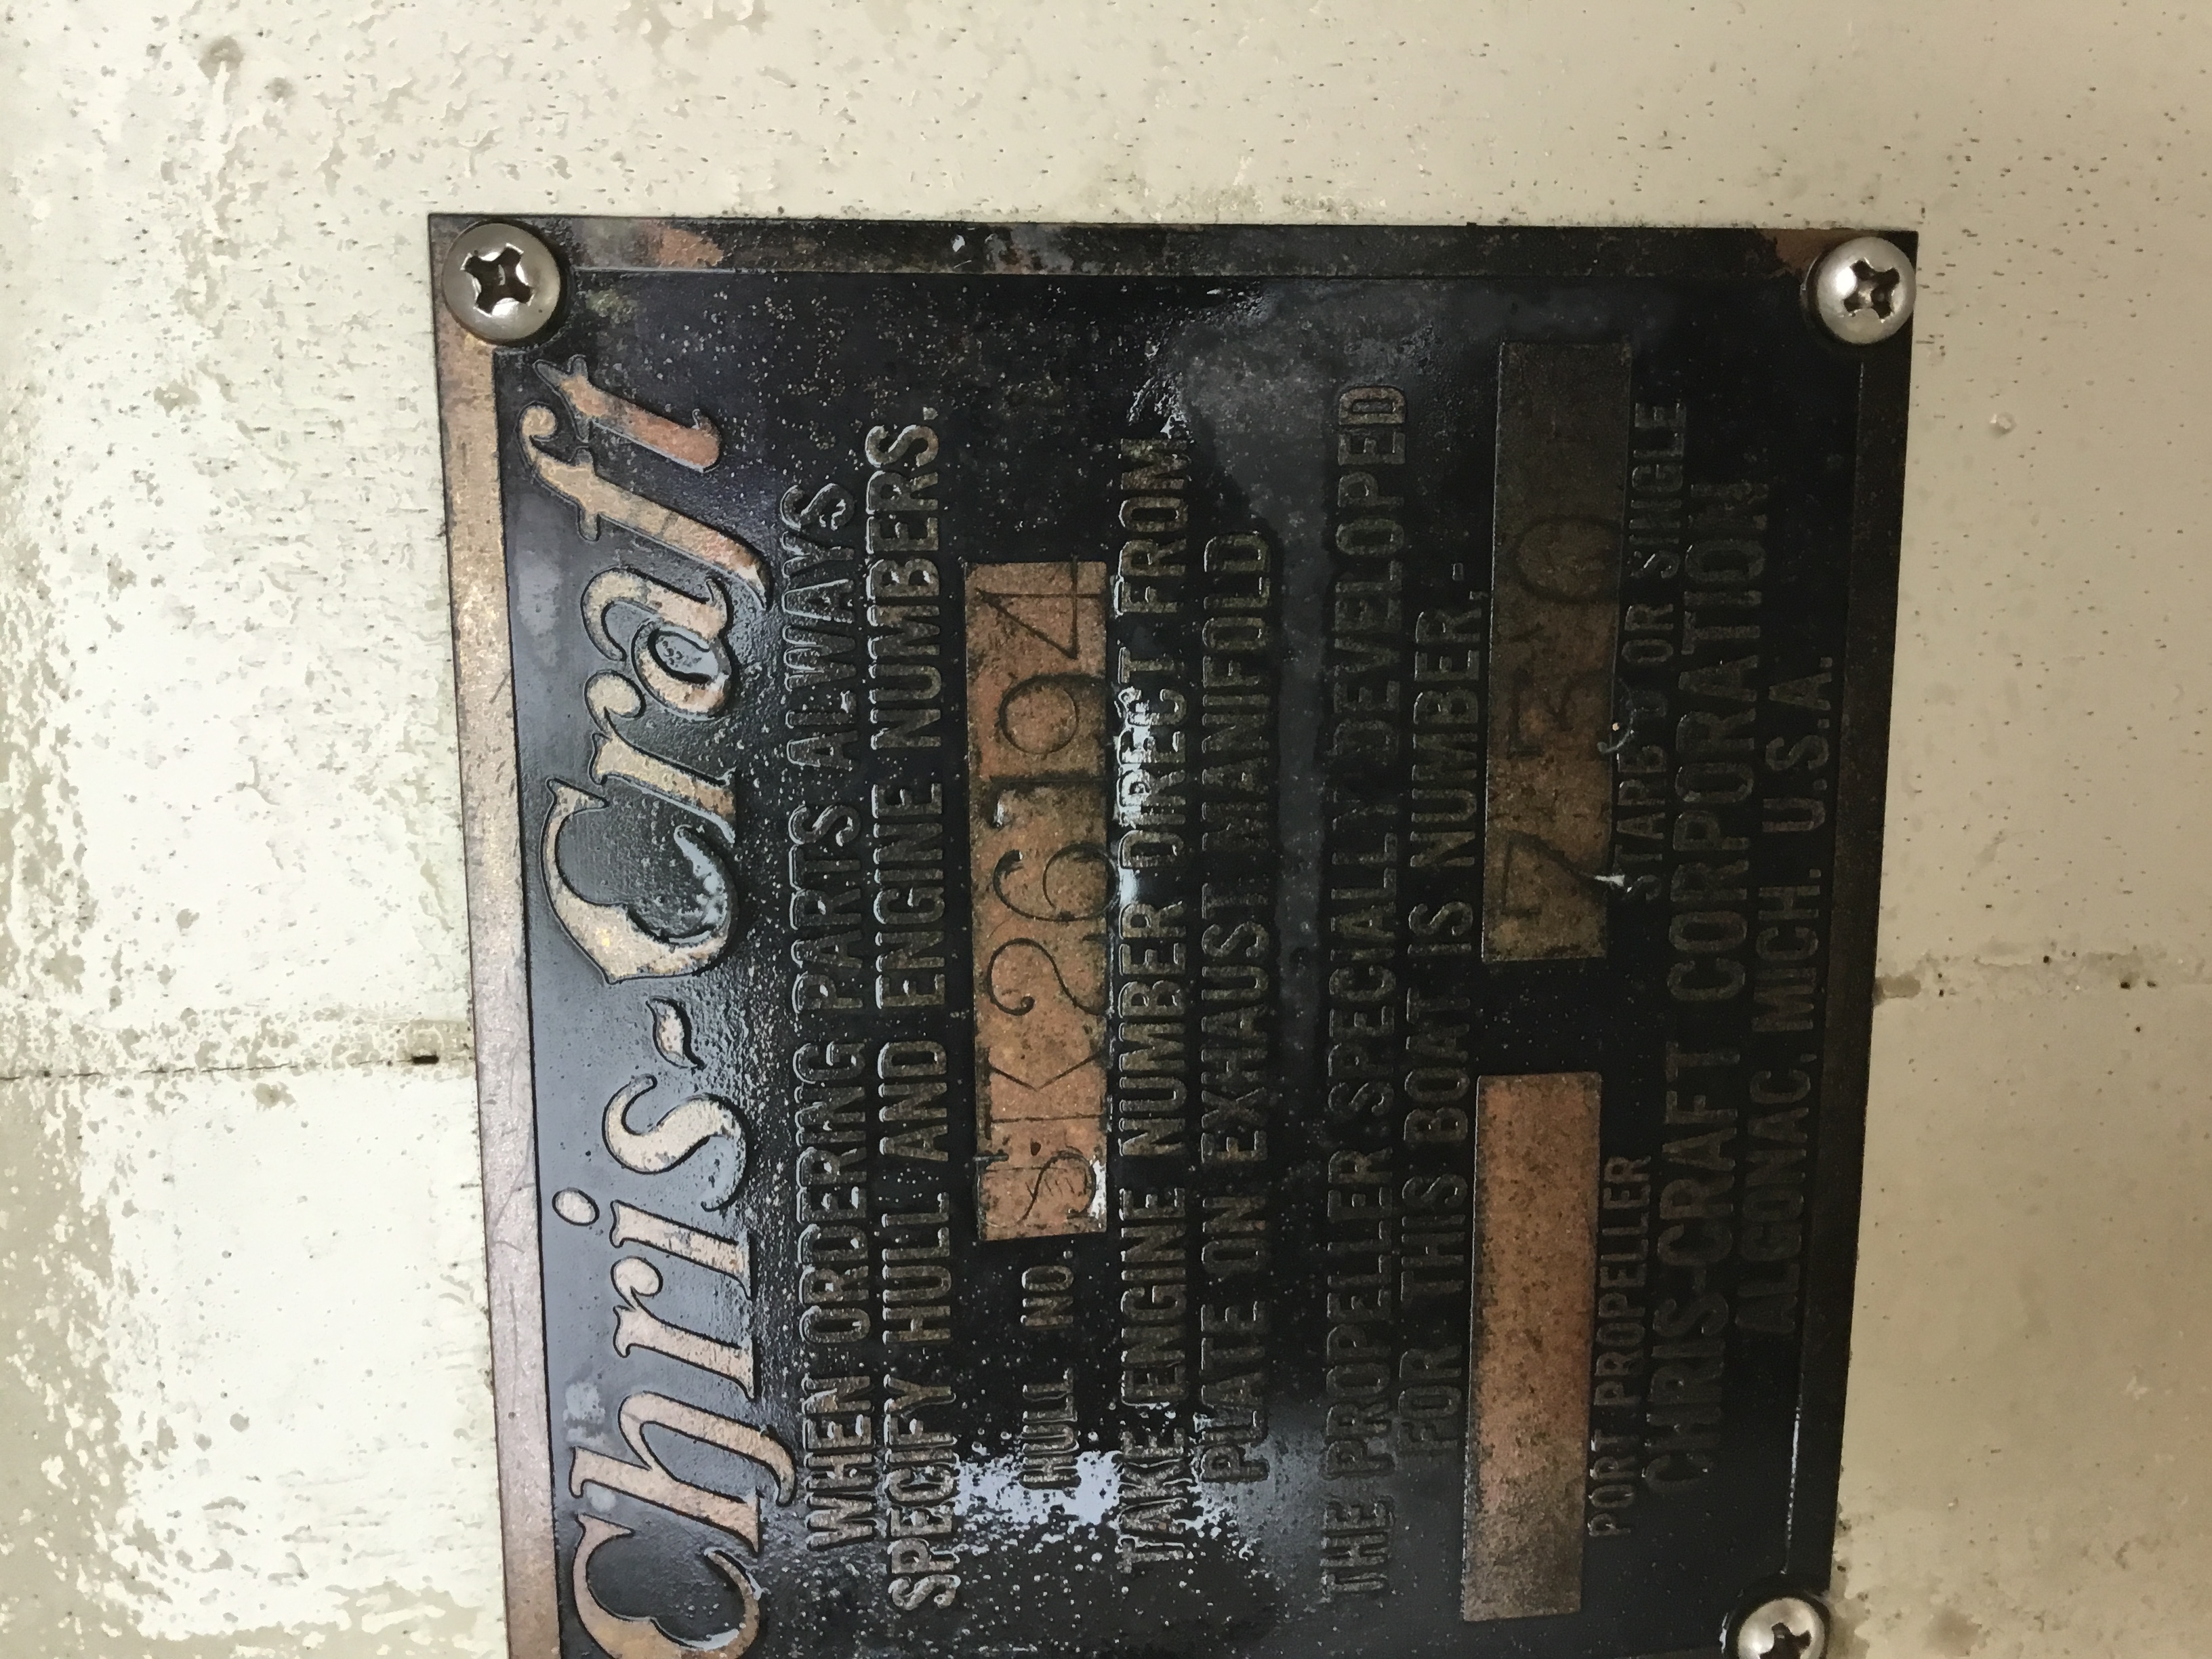 Chris-Craft
WHEN ORDERING PARTS ALWAYS
SPECIFY HULL AND ENGINE NUMBERS.
HULL NO. SK26194
TAKE ENGINE NUMBER DIRECT FROM
PLATE ON EXHAUST MANIFOLD
THE PROPELLER SPECIALLY DEVELOPED
FOR THIS BOAT IS NUMBER.-
750
PORT PROPELLER STARB'D OR SINGLE
CHRIS-CRAFT CORPORATION
ALGONAC, MICH. U.S.A.